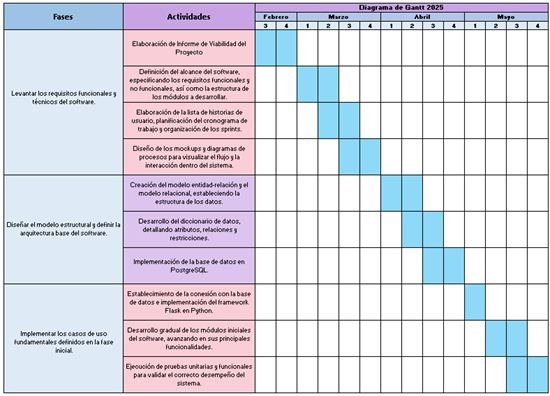 Fases
Actividades
Diagrama de Gantt 2025
Febrero
Marzo
Abril
Mayo
3 4 1 2 3 4 1 2 3 4 1 2 3 4
Levantar los requisitos funcionales y
técnicos del software.
Elaboración de Informe de Viabilidad del
Proyecto
Definición del alcance del software,
especificando los requisitos funcionales y
no funcionales, así como la estructura de
los módulos a desarrollar.
Elaboración de la lista de historias de
usuario, planificación del cronograma de
trabajo y organización de los sprints.
Diseño de los mockups y diagramas de
procesos para visualizar el flujo y la
interacción dentro del sistema.
Diseñar el modelo estructural y definir la
arquitectura base del software.
Creación del modelo entidad-relación y el
modelo relacional, estableciendo la
estructura de los datos.
Desarrollo del diccionario de datos,
detallando atributos, relaciones y
restricciones.
Implementación de la base de datos en
PostgreSQL.
Implementar los casos de uso
fundamentales definidos en la fase
inicial.
Establecimiento de la conexión con la base
de datos e implementación del framework
Flask en Python.
Desarrollo gradual de los módulos iniciales
del software, avanzando en sus principales
funcionalidades.
Ejecución de pruebas unitarias y funcionales
para validar el correcto desempeño del
sistema.